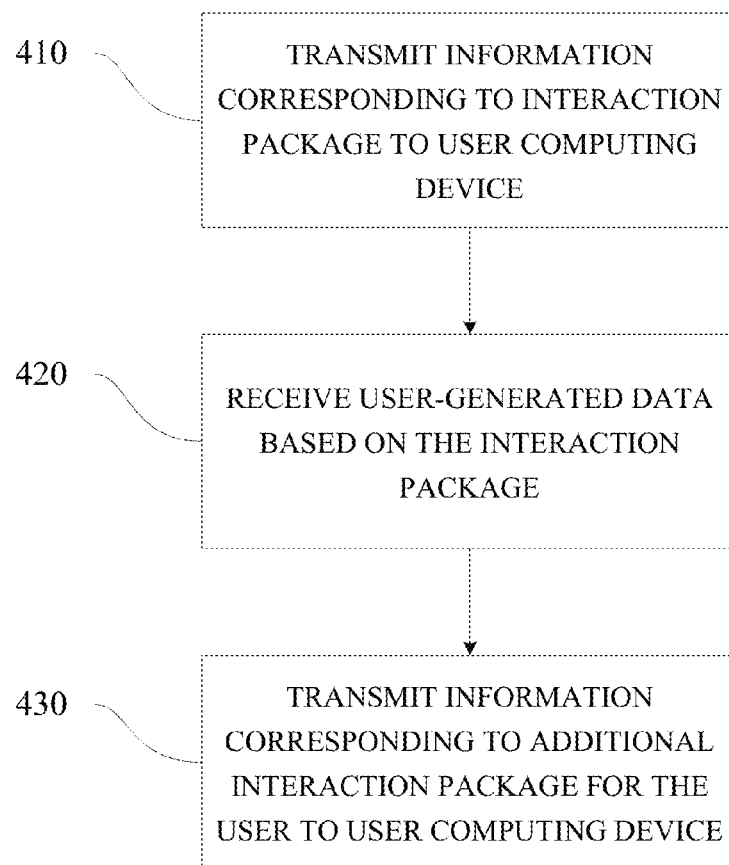 410
TRANSMIT INFORMATION
CORRESPONDING TO INTERACTION
PACKAGE TO USER COMPUTING
DEVICE
420
RECEIVE USER-GENERATED DATA
BASED ON THE INTERACTION
PACKAGE
430
TRANSMIT INFORMATION
CORRESPONDING TO ADDITIONAL
INTERACTION PACKAGE FOR THE
USER TO USER COMPUTING DEVICE